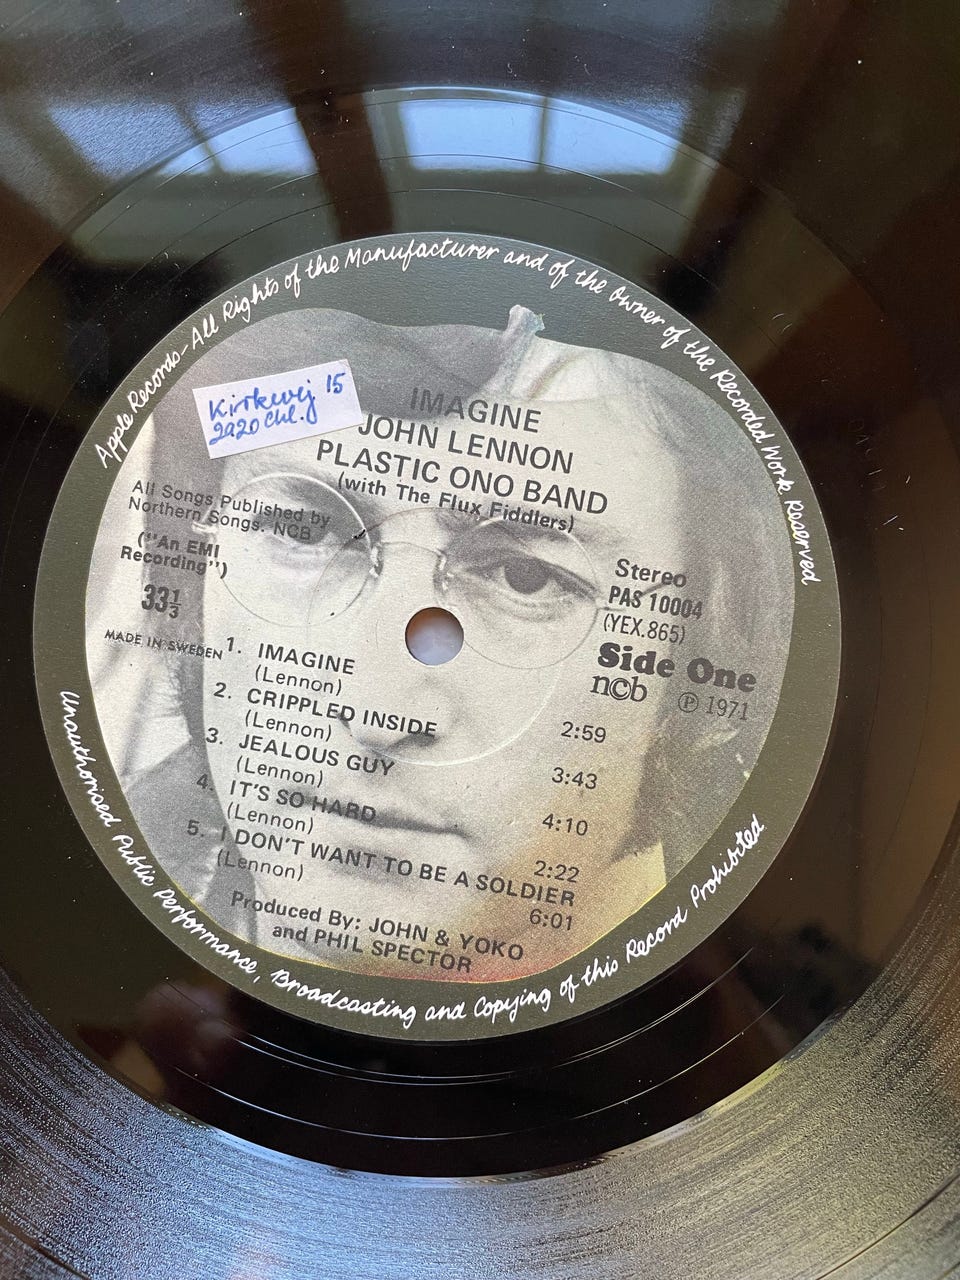 Apple Records - All Rights of the Manufacturer and of the Owner of the Recorded Work Reserved
Kirkevej 15
2920 Chl.
IMAGINE
JOHN LENNON
PLASTIC ONO BAND
(with The Flux Fiddlers)
All Songs Published by
Northern Songs. NCB
("An EMI
Recording")
33⅓
MADE IN SWEDEN
Stereo
PAS 10004
(YEX.865)
Side One
ncb ℗ 1971
1. IMAGINE
(Lennon) 2:59
2. CRIPPLED INSIDE
(Lennon) 3:43
3. JEALOUS GUY
(Lennon) 4:10
4. IT'S SO HARD
(Lennon) 2:22
5. I DON'T WANT TO BE A SOLDIER
(Lennon) 6:01
Produced By: JOHN & YOKO
and PHIL SPECTOR
Unauthorised Public Performance, Broadcasting and Copying of this Record Prohibited